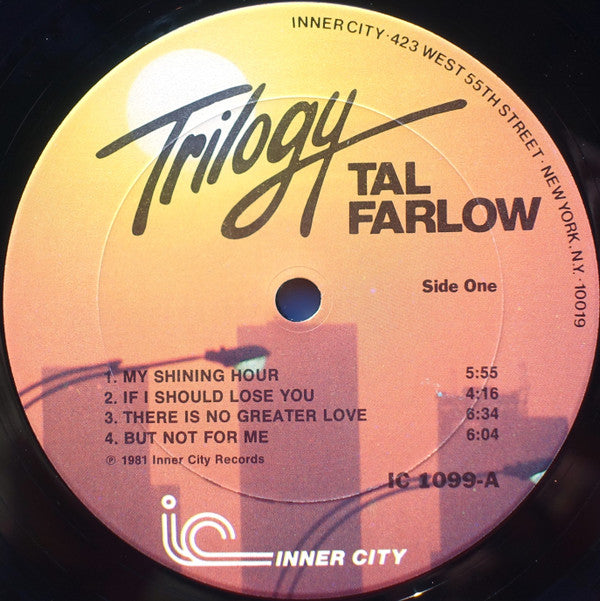 INNER CITY · 423 WEST 55TH STREET · NEW YORK, N.Y. · 10019
Trilogy
TAL
FARLOW
Side One
1. MY SHINING HOUR 5:55
2. IF I SHOULD LOSE YOU 4:16
3. THERE IS NO GREATER LOVE 6:34
4. BUT NOT FOR ME 6:04
℗ 1981 Inner City Records
IC 1099-A
ic INNER CITY